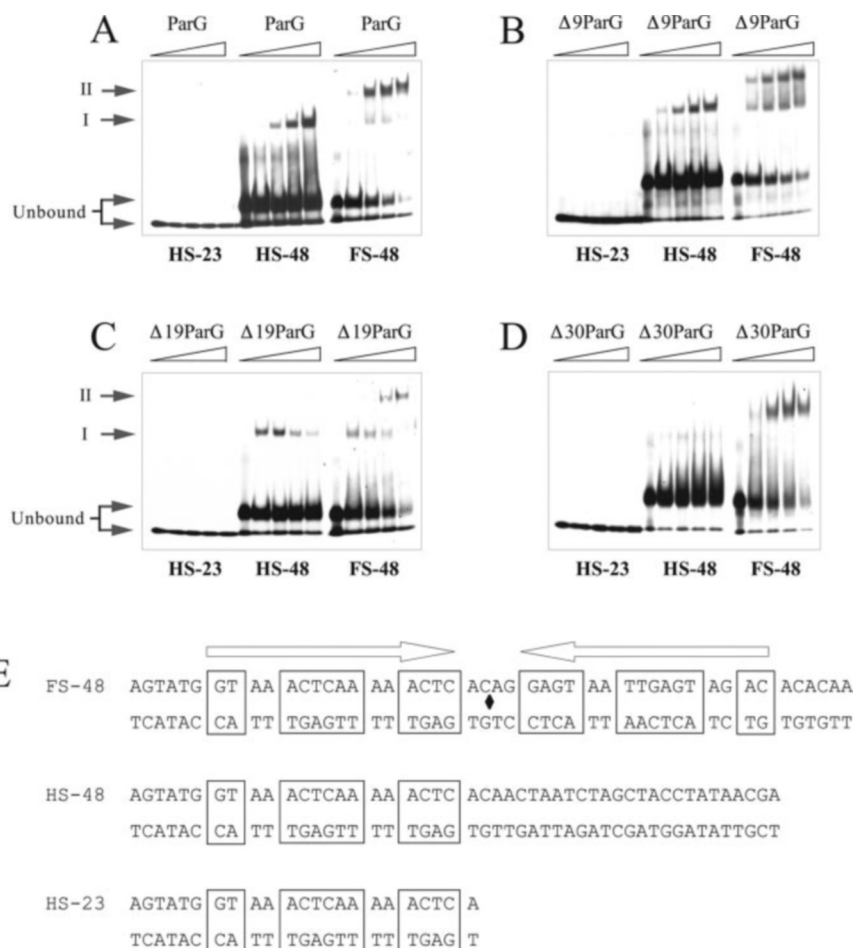 A ParG ParG ParG
B Δ9ParG Δ9ParG Δ9ParG
II
I
Unbound
HS-23 HS-48 FS-48
HS-23 HS-48 FS-48
C Δ19ParG Δ19ParG Δ19ParG
D Δ30ParG Δ30ParG Δ30ParG
II
I
Unbound
HS-23 HS-48 FS-48
HS-23 HS-48 FS-48
E
FS-48 AGTATG GT AA ACTCAA AA ACTC ACAG GAGT AA TTGAGT AG AC ACACAA
TCATAC CA TT TGAGTT TT TGAG TGTC CTCA TT AACTCA TC TG TGTGTT
HS-48 AGTATG GT AA ACTCAA AA ACTC ACAACTAATCTAGCTACCTATAACGA
TCATAC CA TT TGAGTT TT TGAG TGTTGATTAGATCGATGGATATTGCT
HS-23 AGTATG GT AA ACTCAA AA ACTC A
TCATAC CA TT TGAGTT TT TGAG T